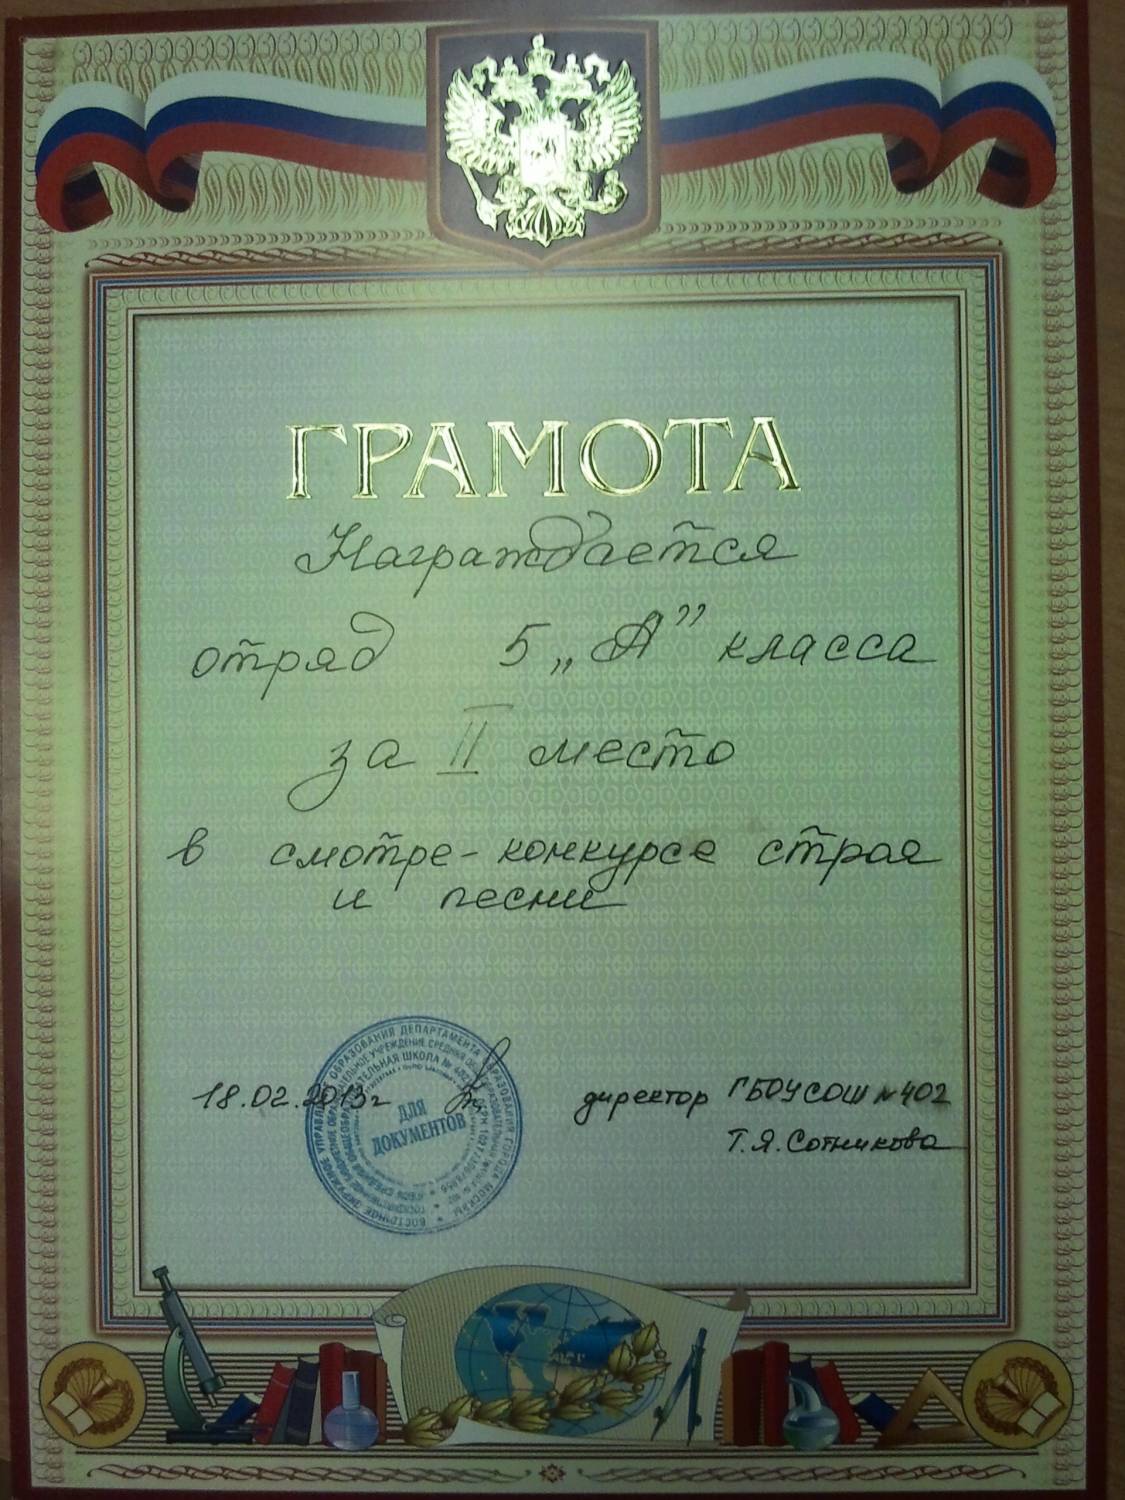 ГРАМОТА
Награждается
отряд 5 „А” класса
за II место
в смотре-конкурсе строя
и песни
18.02.2013г директор ГБОУСОШ №402
Т.Я.Сотникова
ДЛЯ
ДОКУМЕНТОВ